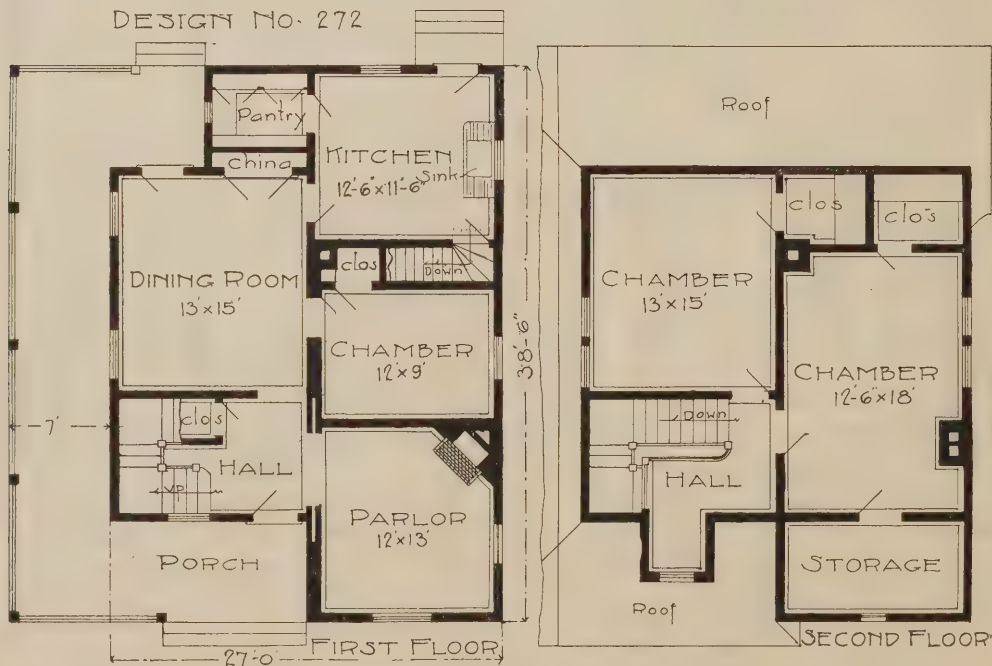 DESIGN No. 272
Pantry
China
KITCHEN
12'-6"x11'-6"
Sink
DINING ROOM
13'x15'
clos
DOWN
CHAMBER
12'x9'
38'-6"
7'
clos
HALL
UP
PARLOR
12'x13'
PORCH
27'-0"
FIRST FLOOR
Roof
clos
clos
CHAMBER
13'x15'
CHAMBER
12'-6"x18'
DOWN
HALL
STORAGE
Roof
SECOND FLOOR